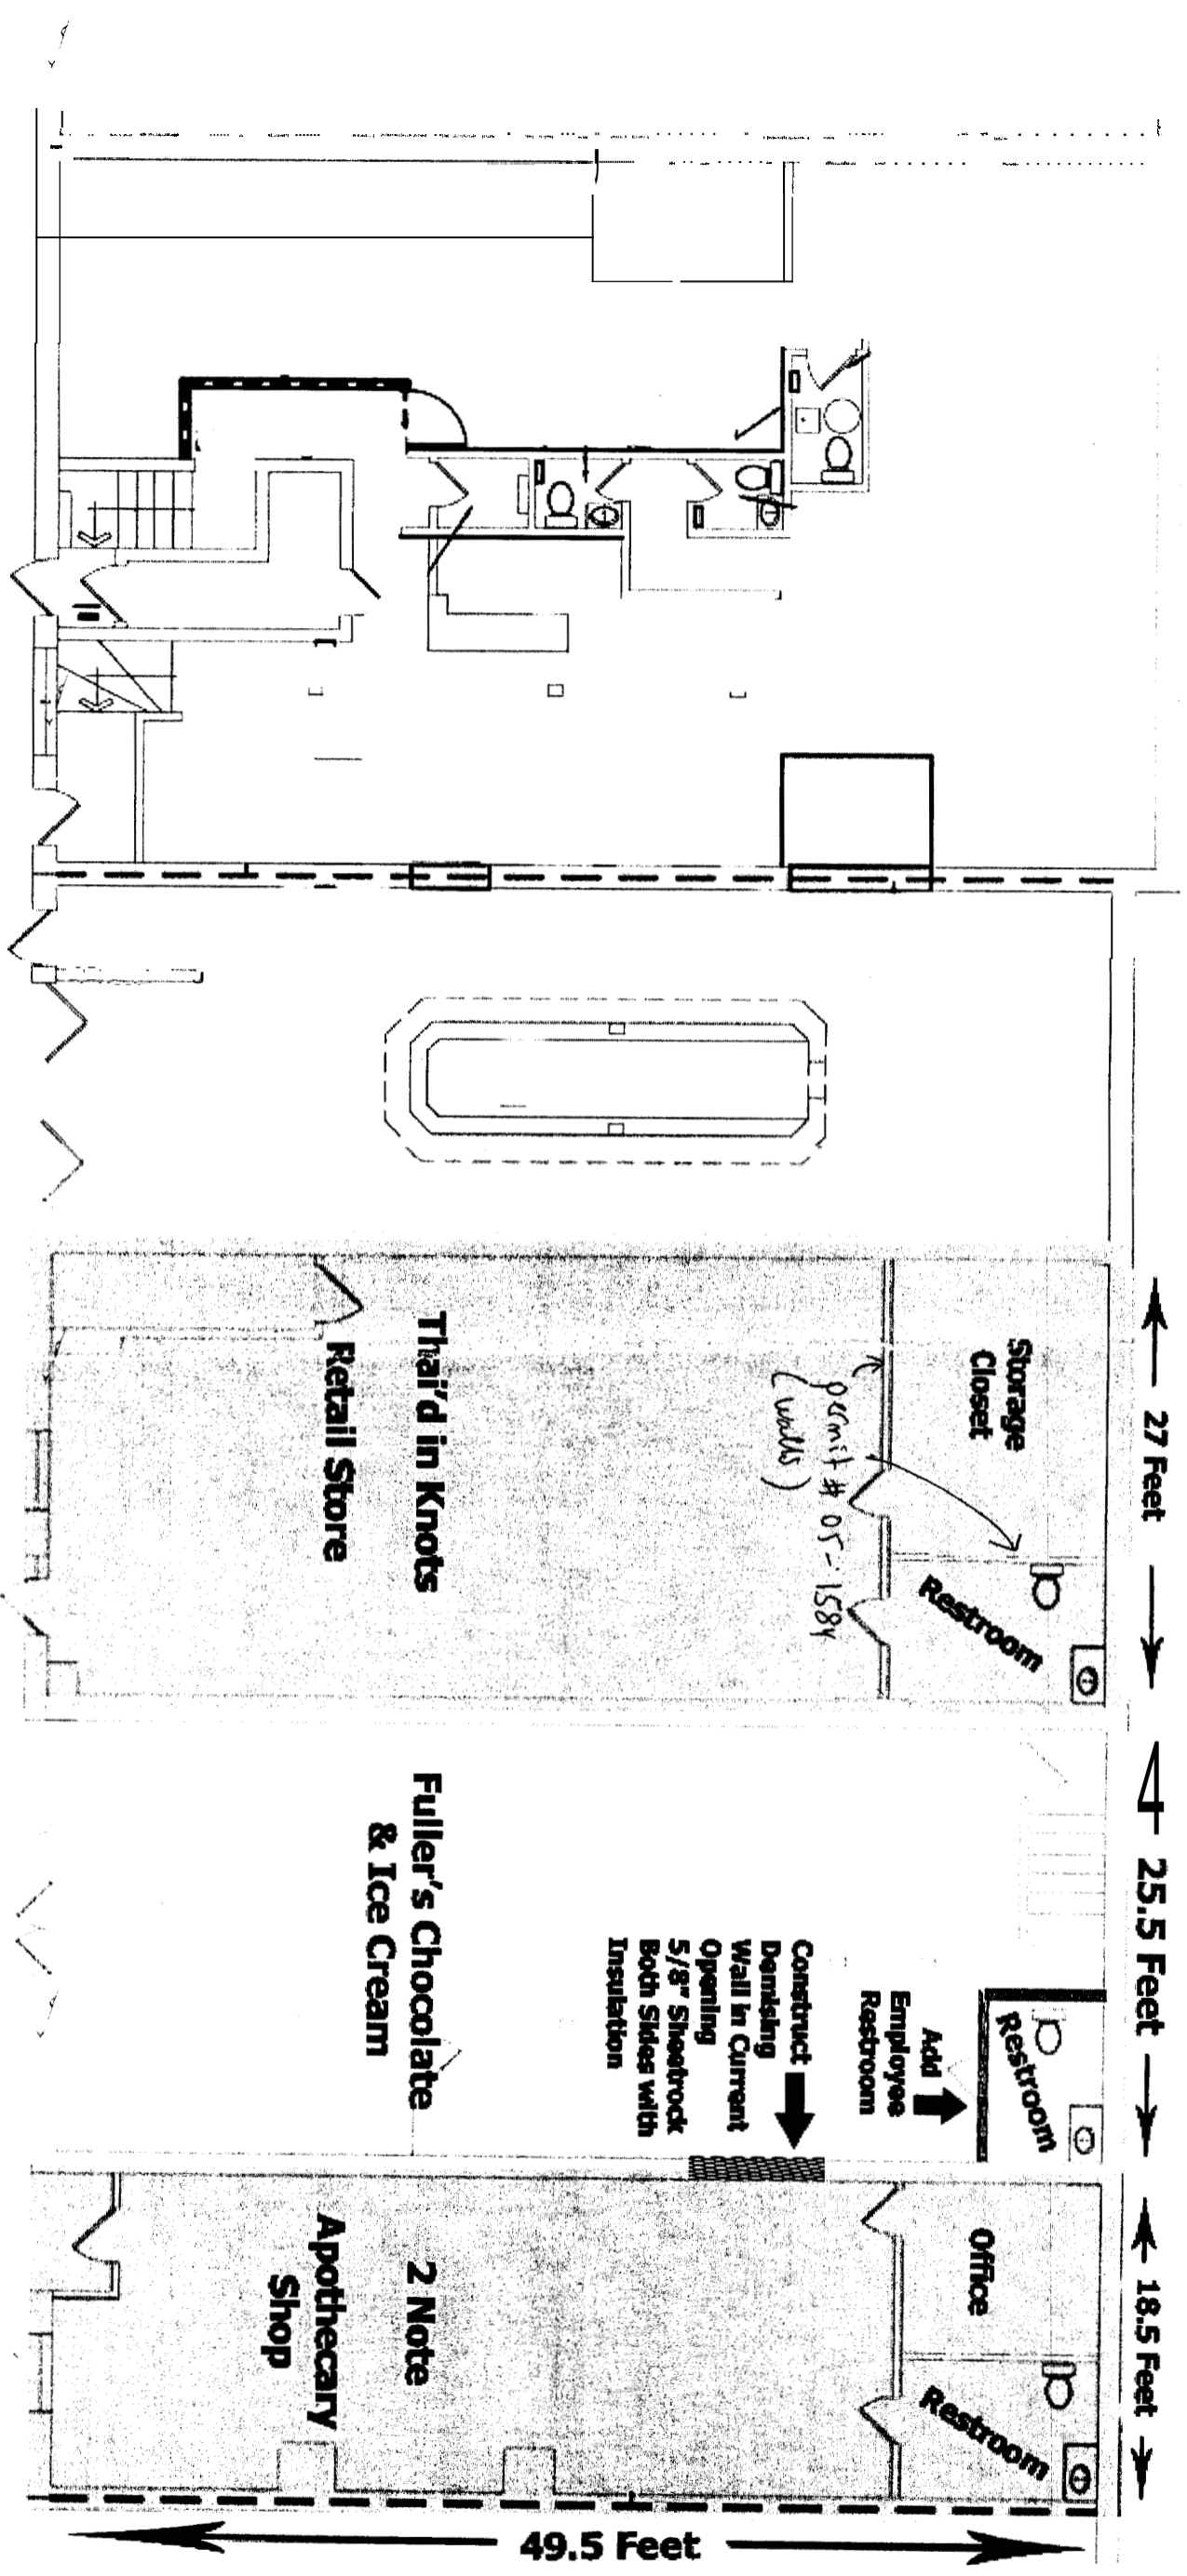 Thai'd in Knots
Retail Store
Storage
Closet
Restroom
permit # 05-1584
(walls)
27 Feet
Fuller's Chocolate
& Ice Cream
Construct
Demising
Wall in Current
Opening
5/8" Sheetrock
Both Sides with
Insulation
Add
Employee
Restroom
Restroom
25.5 Feet
2 Note
Apothecary
Shop
Office
Restroom
18.5 Feet
49.5 Feet